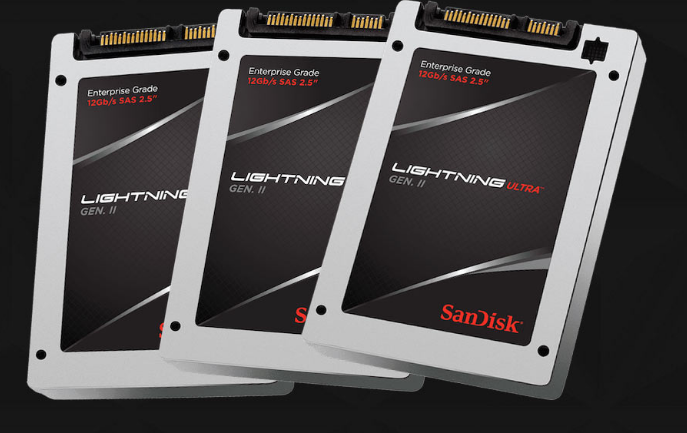 Enterprise Grade
12Gb/s SAS 2.5"
LIGHTNING
GEN. II
S
Enterprise Grade
12Gb/s SAS 2.5"
LIGHTNING
GEN. II
S
Enterprise Grade
12Gb/s SAS 2.5"
LIGHTNING ULTRA™
GEN. II
SanDisk®